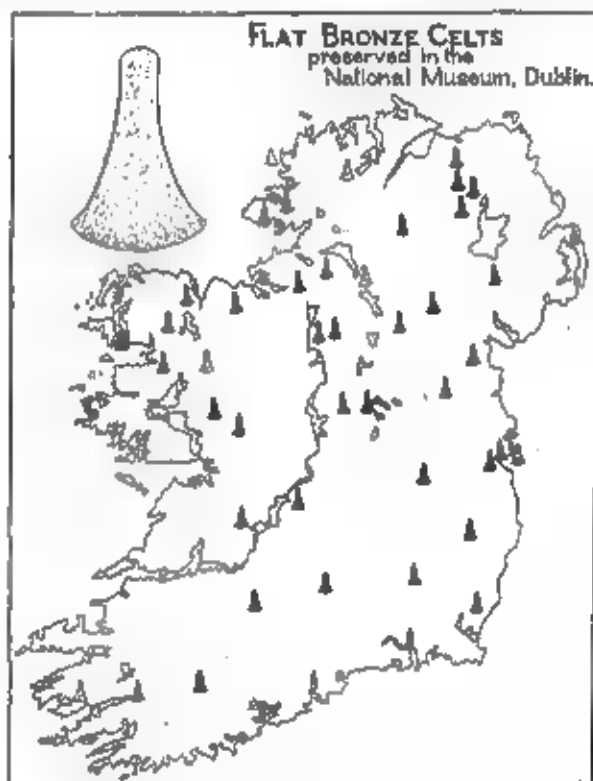 FLAT BRONZE CELTS
preserved in the
National Museum, Dublin.